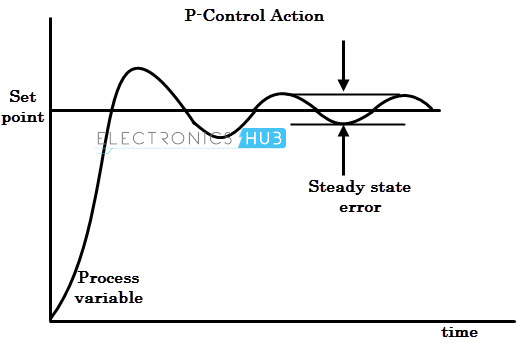 P-Control Action
Set
point
ELECTRONICS HUB
Steady state
error
Process
variable
time